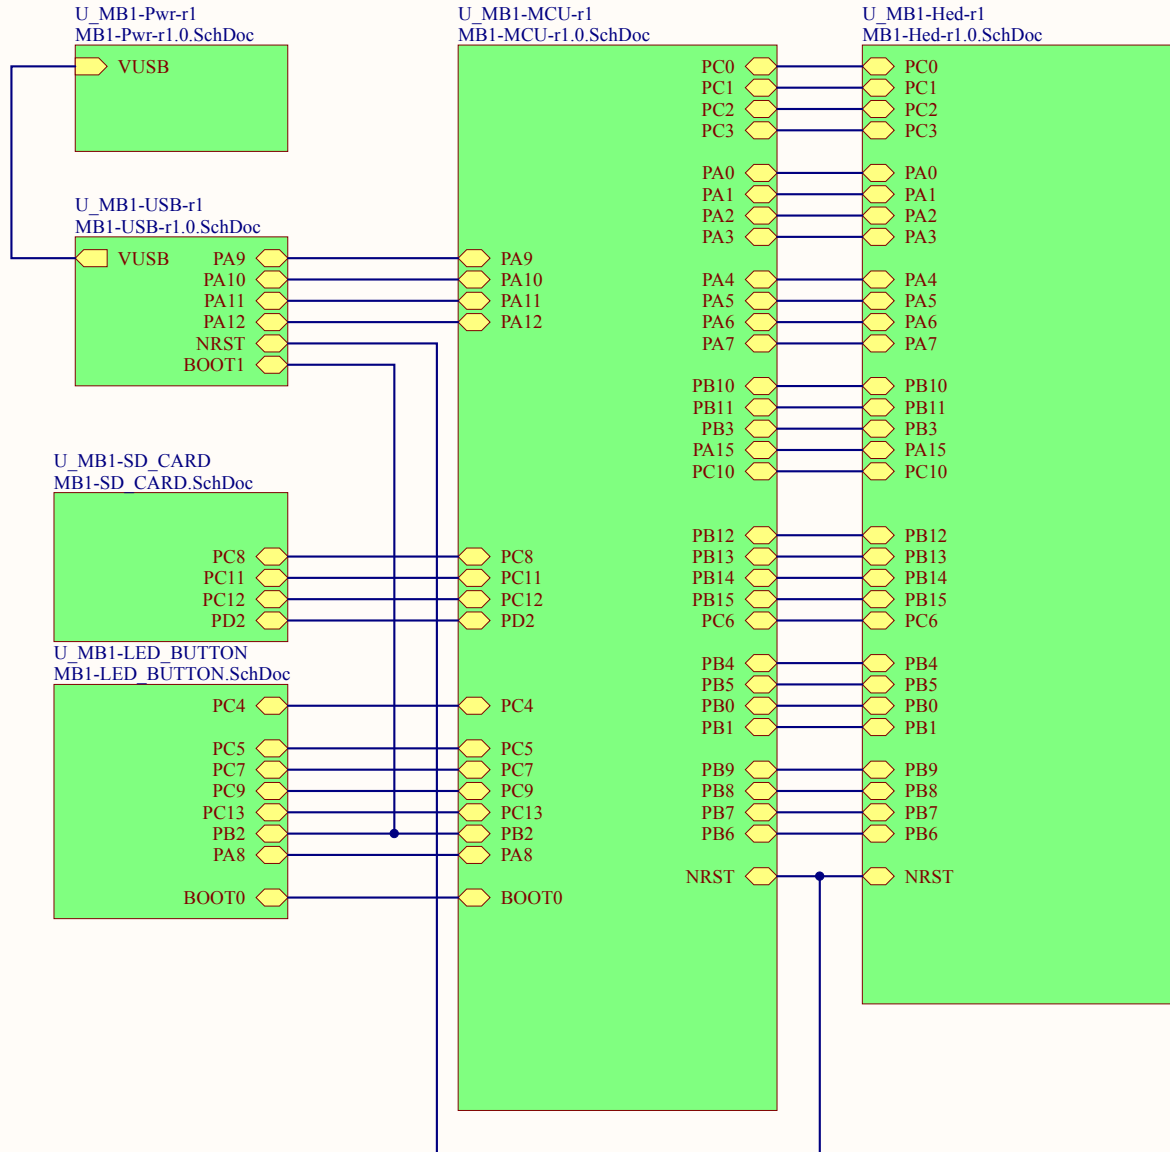 U_MB1-Pwr-r1
MB1-Pwr-r1.0.SchDoc
VUSB
U_MB1-USB-r1
MB1-USB-r1.0.SchDoc
VUSB
PA9
PA10
PA11
PA12
NRST
BOOT1
U_MB1-SD_CARD
MB1-SD_CARD.SchDoc
PC8
PC11
PC12
PD2
U_MB1-LED_BUTTON
MB1-LED_BUTTON.SchDoc
PC4
PC5
PC7
PC9
PC13
PB2
PA8
BOOT0
U_MB1-MCU-r1
MB1-MCU-r1.0.SchDoc
PA9
PA10
PA11
PA12
PC8
PC11
PC12
PD2
PC4
PC5
PC7
PC9
PC13
PB2
PA8
BOOT0
PC0
PC1
PC2
PC3
PA0
PA1
PA2
PA3
PA4
PA5
PA6
PA7
PB10
PB11
PB3
PA15
PC10
PB12
PB13
PB14
PB15
PC6
PB4
PB5
PB0
PB1
PB9
PB8
PB7
PB6
NRST
U_MB1-Hed-r1
MB1-Hed-r1.0.SchDoc
PC0
PC1
PC2
PC3
PA0
PA1
PA2
PA3
PA4
PA5
PA6
PA7
PB10
PB11
PB3
PA15
PC10
PB12
PB13
PB14
PB15
PC6
PB4
PB5
PB0
PB1
PB9
PB8
PB7
PB6
NRST